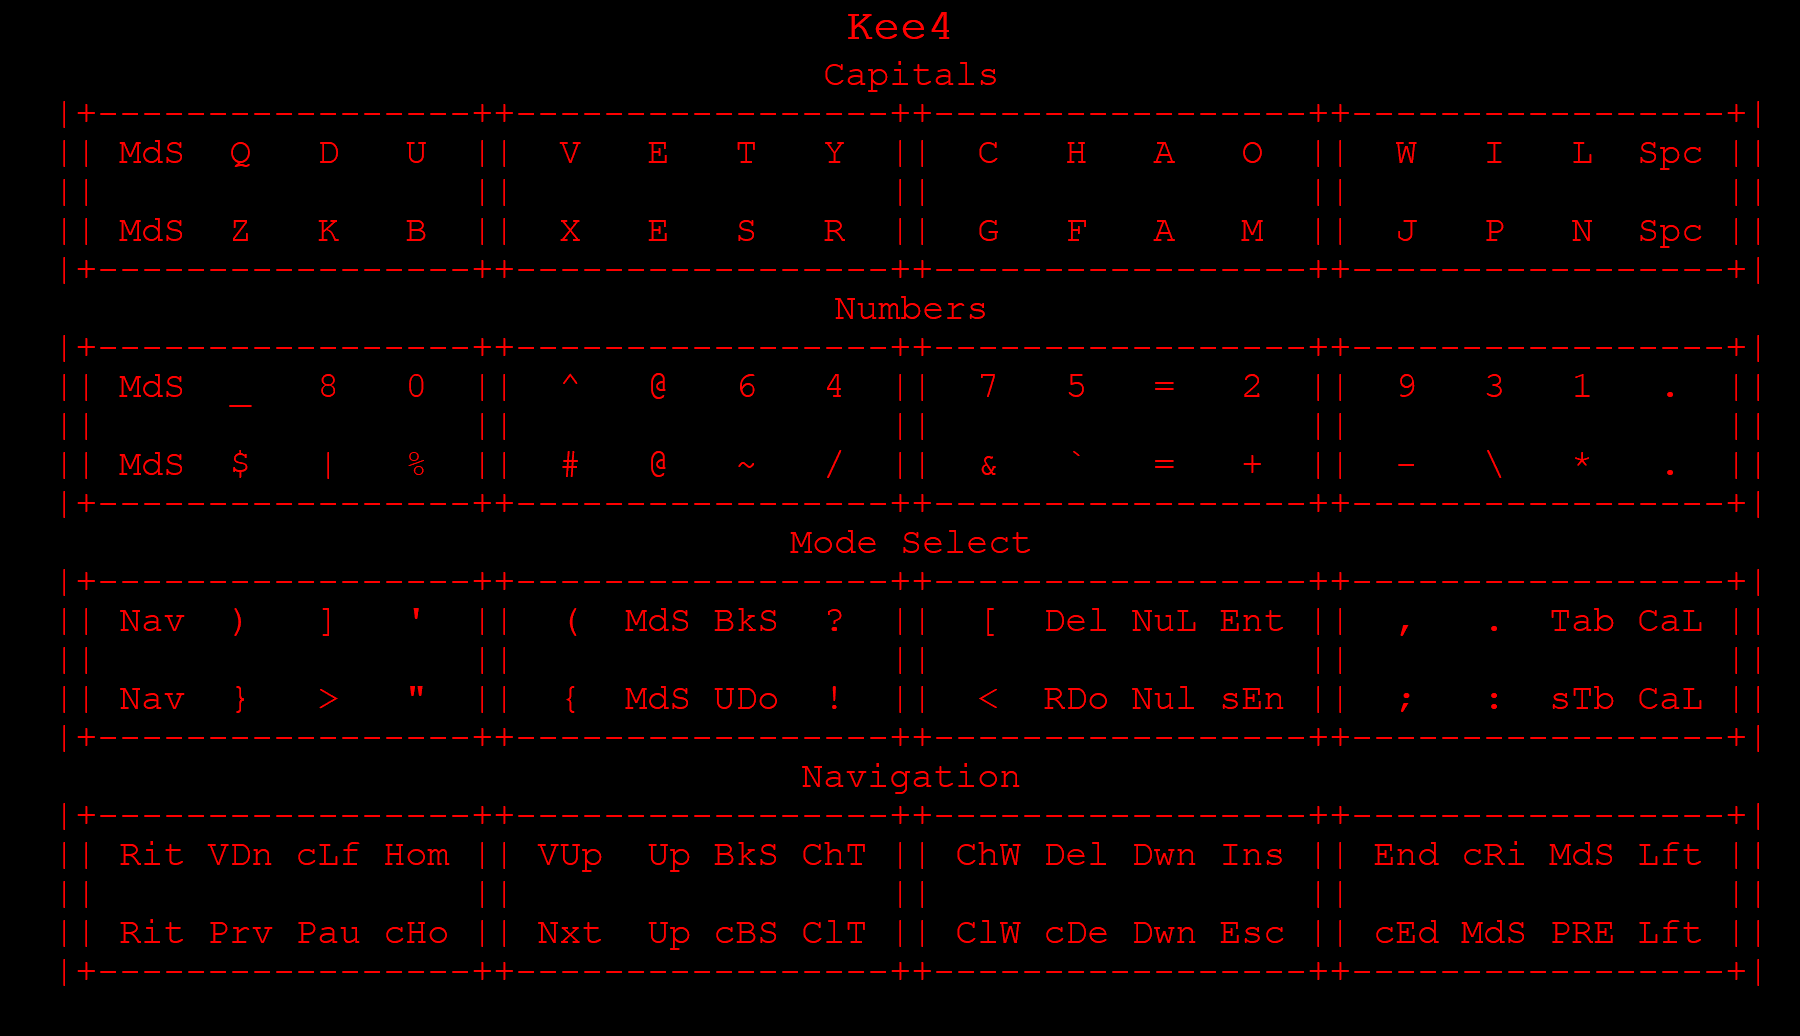 Kee4
Capitals
|+-----------------++-----------------++-----------------++-----------------+|
|| MdS  Q   D   U  ||  V   E   T   Y  ||  C   H   A   O  ||  W   I   L  Spc ||
||                 ||                 ||                 ||                 ||
|| MdS  Z   K   B  ||  X   E   S   R  ||  G   F   A   M  ||  J   P   N  Spc ||
|+-----------------++-----------------++-----------------++-----------------+|
Numbers
|+-----------------++-----------------++-----------------++-----------------+|
|| MdS  _   8   0  ||  ^   @   6   4  ||  7   5   =   2  ||  9   3   1   .  ||
||                 ||                 ||                 ||                 ||
|| MdS  $   |   %  ||  #   @   ~   /  ||  &   `   =   +  ||  -   \   *   .  ||
|+-----------------++-----------------++-----------------++-----------------+|
Mode Select
|+-----------------++-----------------++-----------------++-----------------+|
|| Nav  )   ]   '  ||  (  MdS BkS  ?  ||  [  Del NuL Ent ||  ,   .  Tab CaL ||
||                 ||                 ||                 ||                 ||
|| Nav  }   >   "  ||  {  MdS UDo  !  ||  <  RDo Nul sEn ||  ;   :  sTb CaL ||
|+-----------------++-----------------++-----------------++-----------------+|
Navigation
|+-----------------++-----------------++-----------------++-----------------+|
|| Rit VDn cLf Hom || VUp  Up BkS ChT || ChW Del Dwn Ins || End cRi MdS Lft ||
||                 ||                 ||                 ||                 ||
|| Rit Prv Pau cHo || Nxt  Up cBS ClT || ClW cDe Dwn Esc || cEd MdS PRE Lft ||
|+-----------------++-----------------++-----------------++-----------------+|